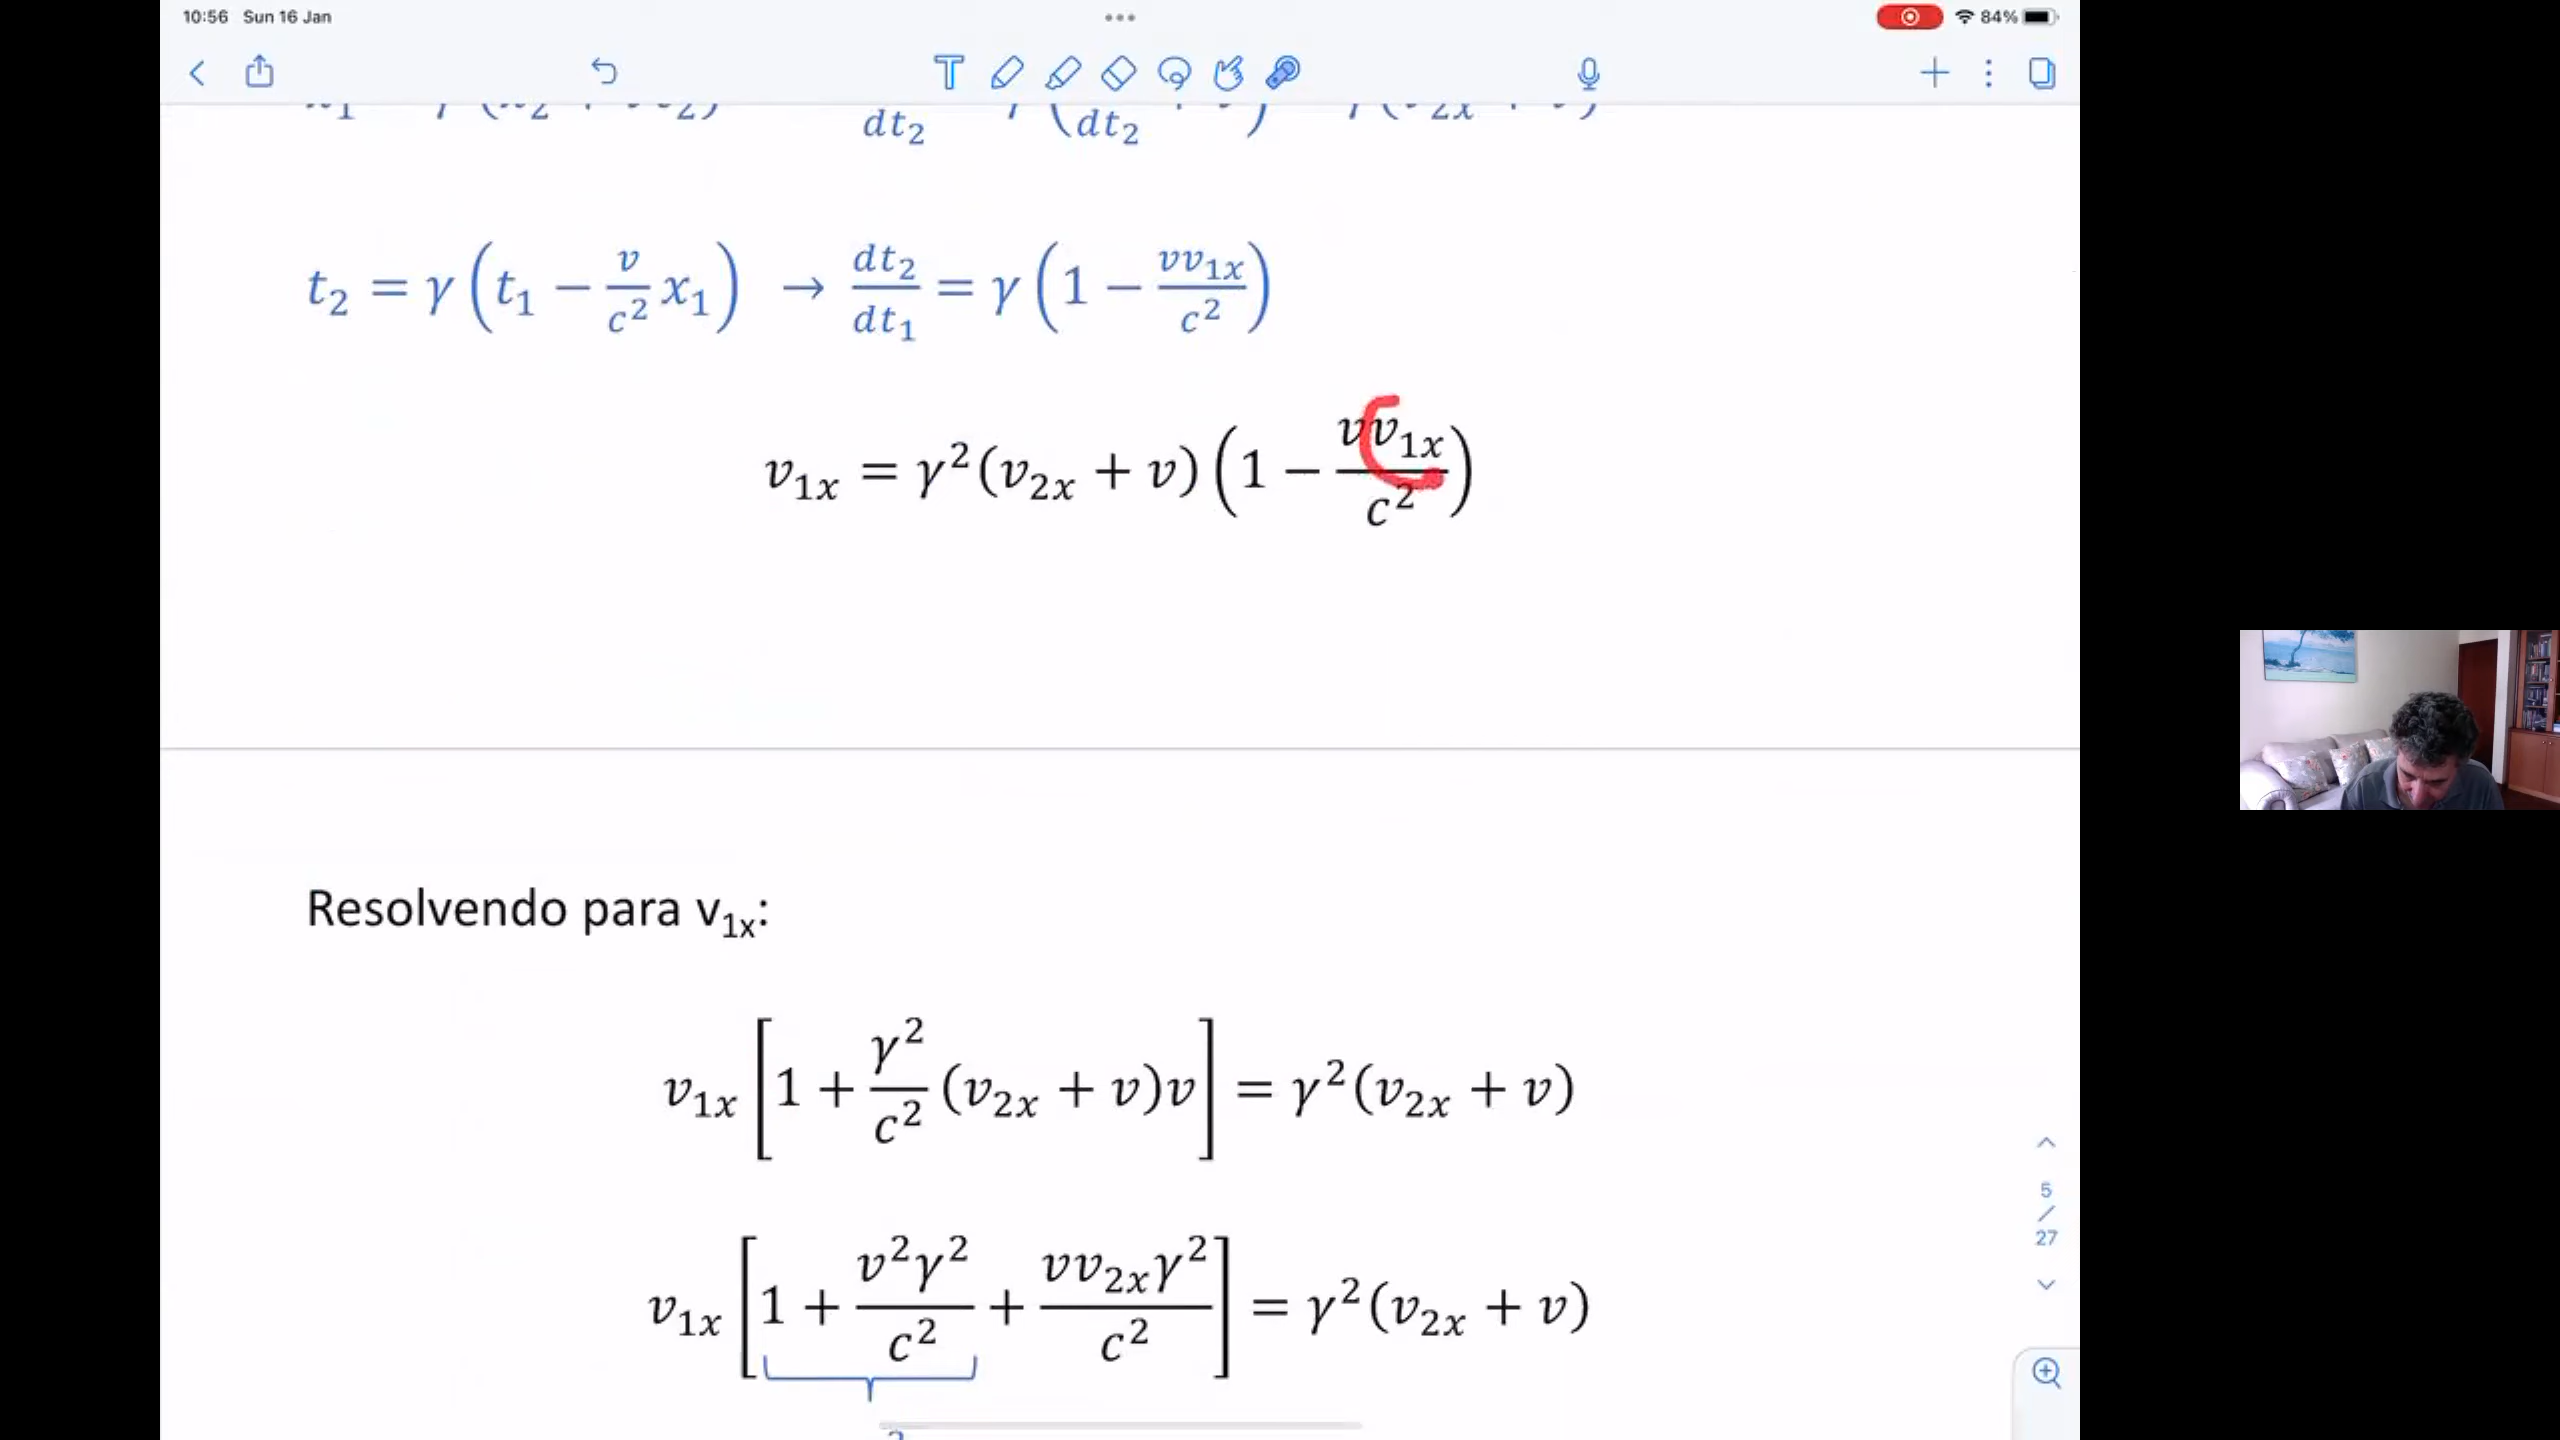 10:56 Sun 16 Jan
84%
dt₂ dt₂
t₂ = γ(t₁ − v/c² x₁) → dt₂/dt₁ = γ(1 − vv₁ₓ/c²)
v₁ₓ = γ²(v₂ₓ + v)(1 − vv₁ₓ/c²)
Resolvendo para v₁ₓ:
v₁ₓ[1 + γ²/c² (v₂ₓ + v)v] = γ²(v₂ₓ + v)
v₁ₓ[1 + v²γ²/c² + vv₂ₓγ²/c²] = γ²(v₂ₓ + v)
5
/
27